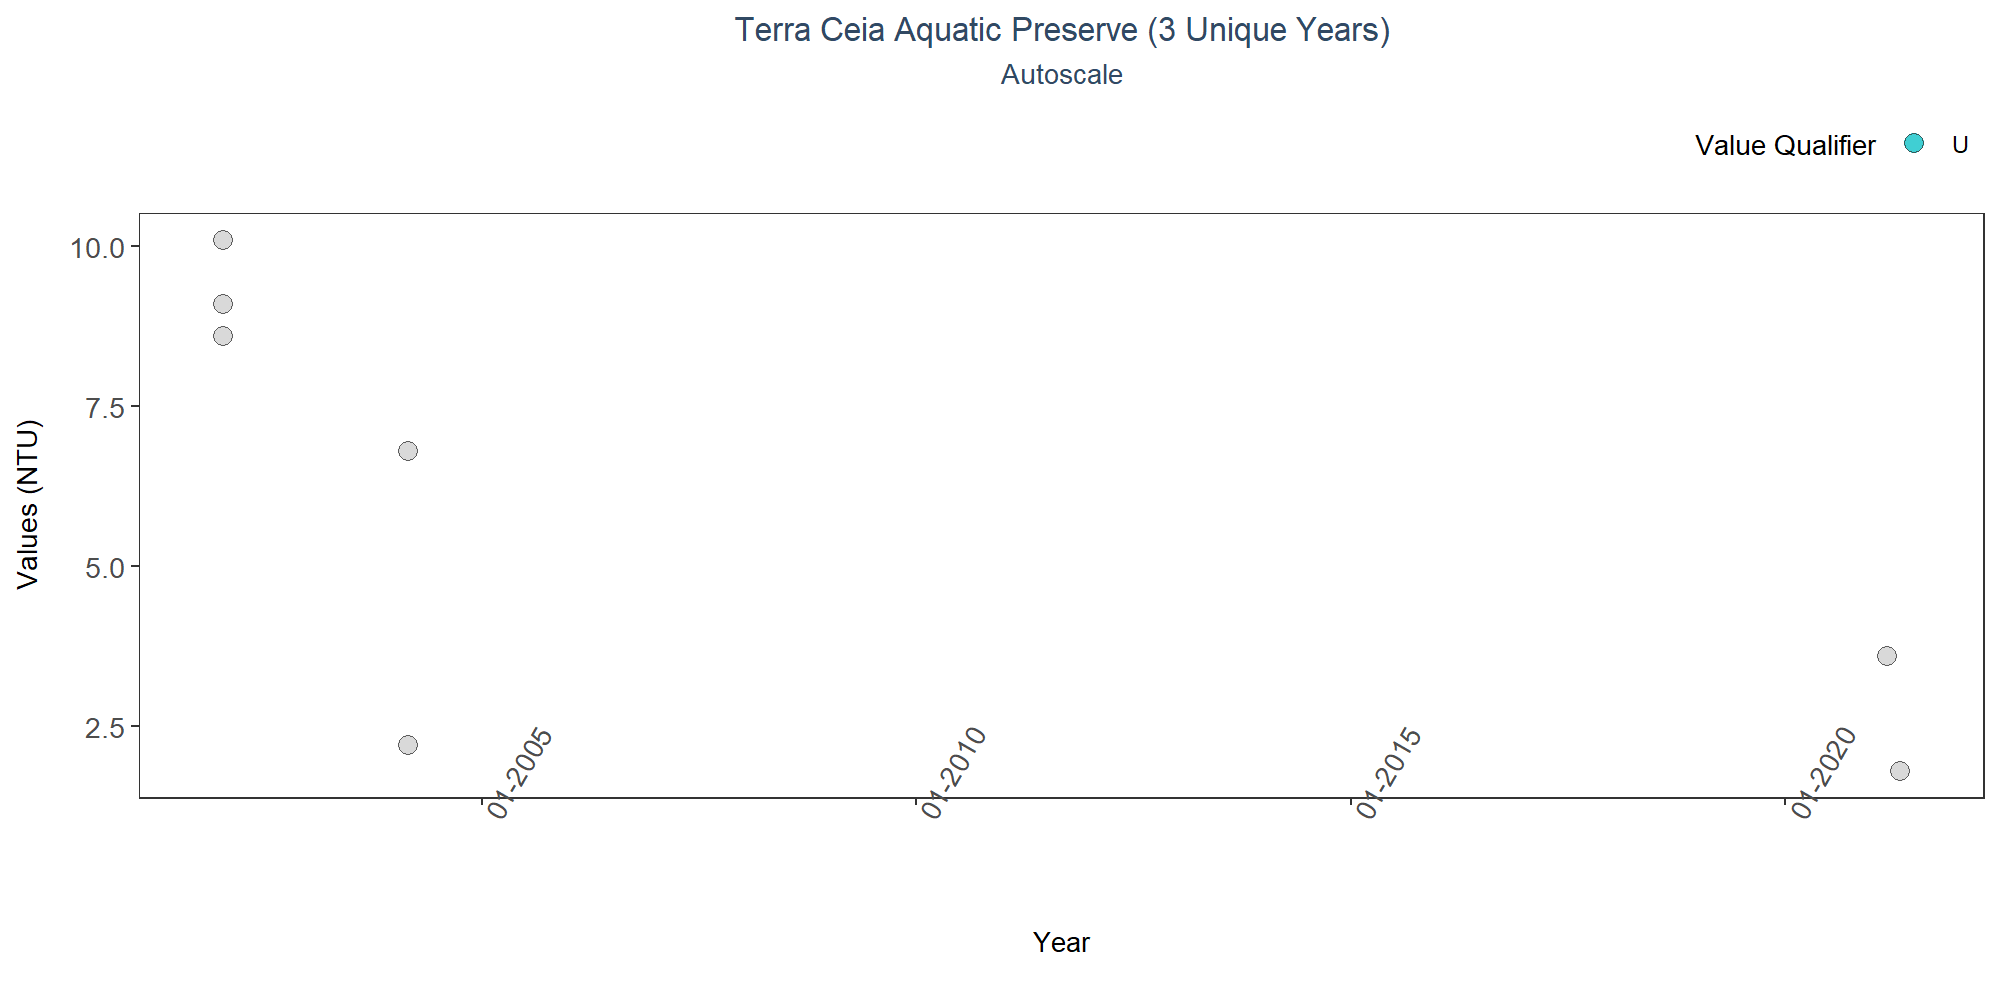 Terra Ceia Aquatic Preserve (3 Unique Years)
Autoscale
Value Qualifier U
10.0
7.5
5.0
2.5
Values (NTU)
01-2005
01-2010
01-2015
01-2020
Year